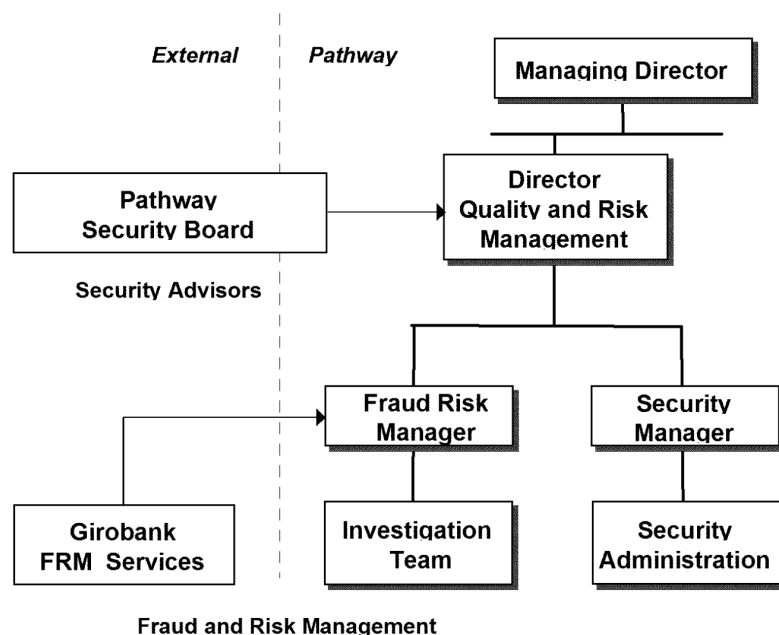 External Pathway
Managing Director
Director
Quality and Risk
Management
Pathway
Security Board
Security Advisors
Fraud Risk
Manager
Security
Manager
Girobank
FRM Services
Investigation
Team
Security
Administration
Fraud and Risk Management